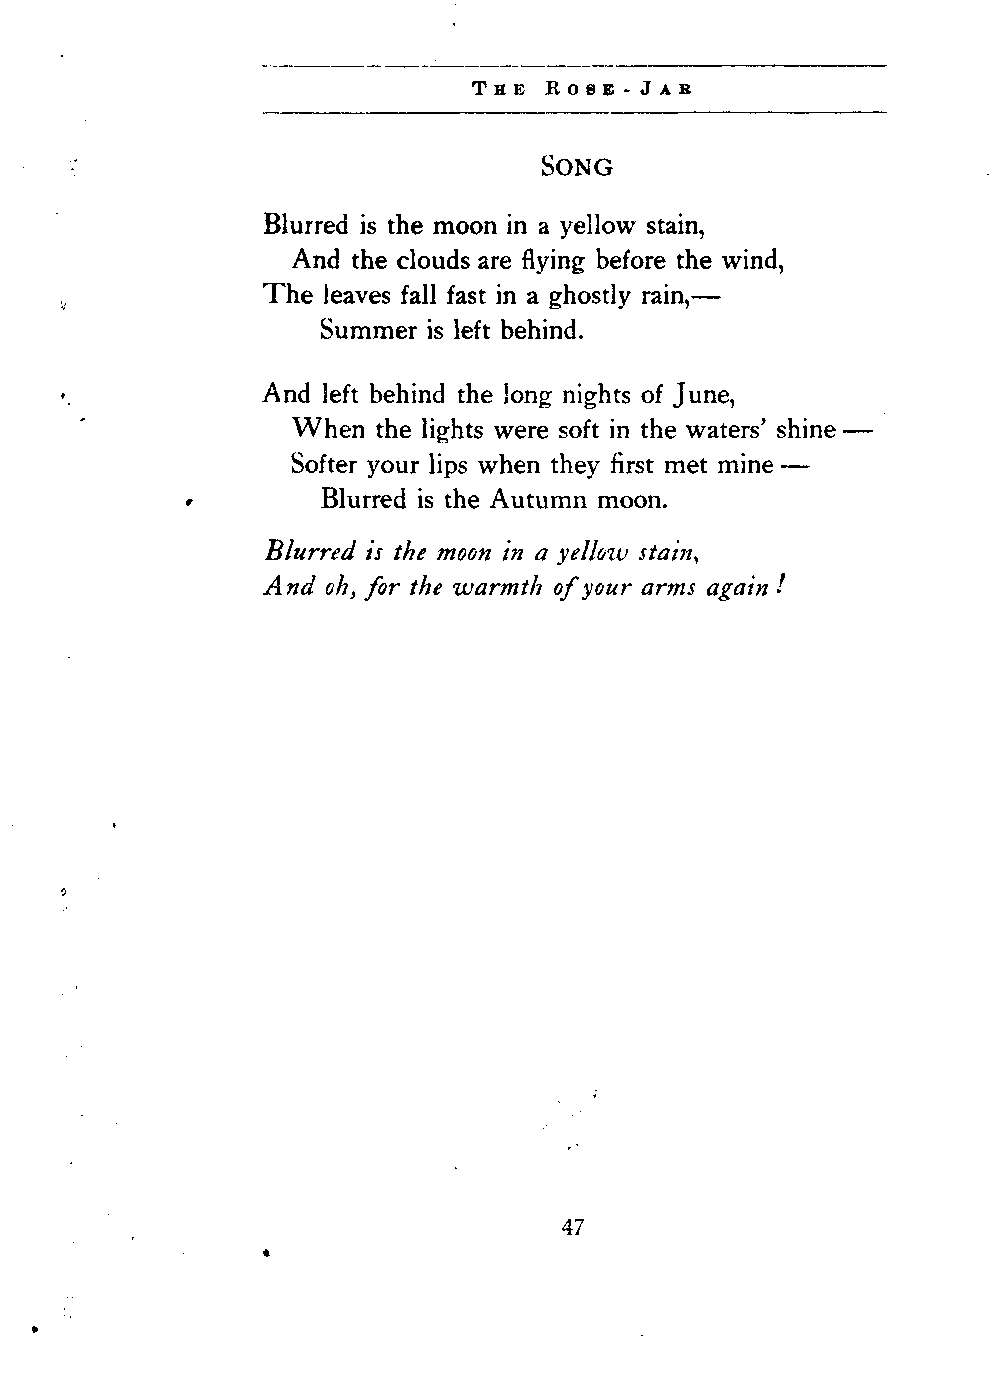 THE ROSE-JAR
SONG
Blurred is the moon in a yellow stain,
And the clouds are flying before the wind,
The leaves fall fast in a ghostly rain,—
Summer is left behind.
And left behind the long nights of June,
When the lights were soft in the waters' shine—
Softer your lips when they first met mine—
Blurred is the Autumn moon.
Blurred is the moon in a yellow stain,
And oh, for the warmth of your arms again!
47